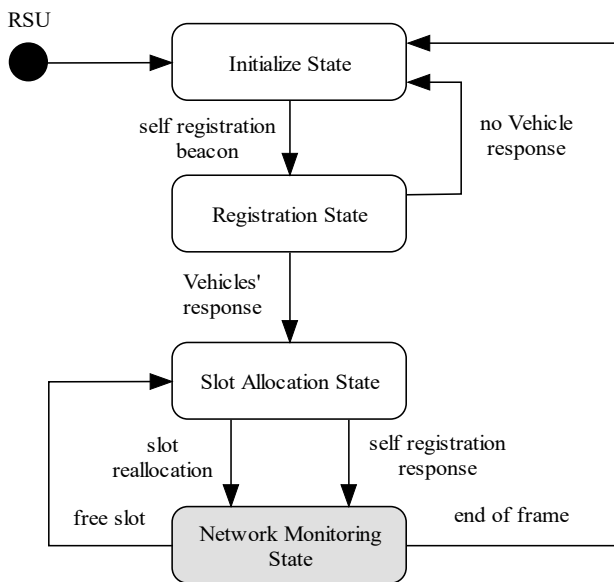 RSU
Initialize State
self registration
beacon
no Vehicle
response
Registration State
Vehicles'
response
Slot Allocation State
slot
reallocation
self registration
response
free slot
Network Monitoring
State
end of frame